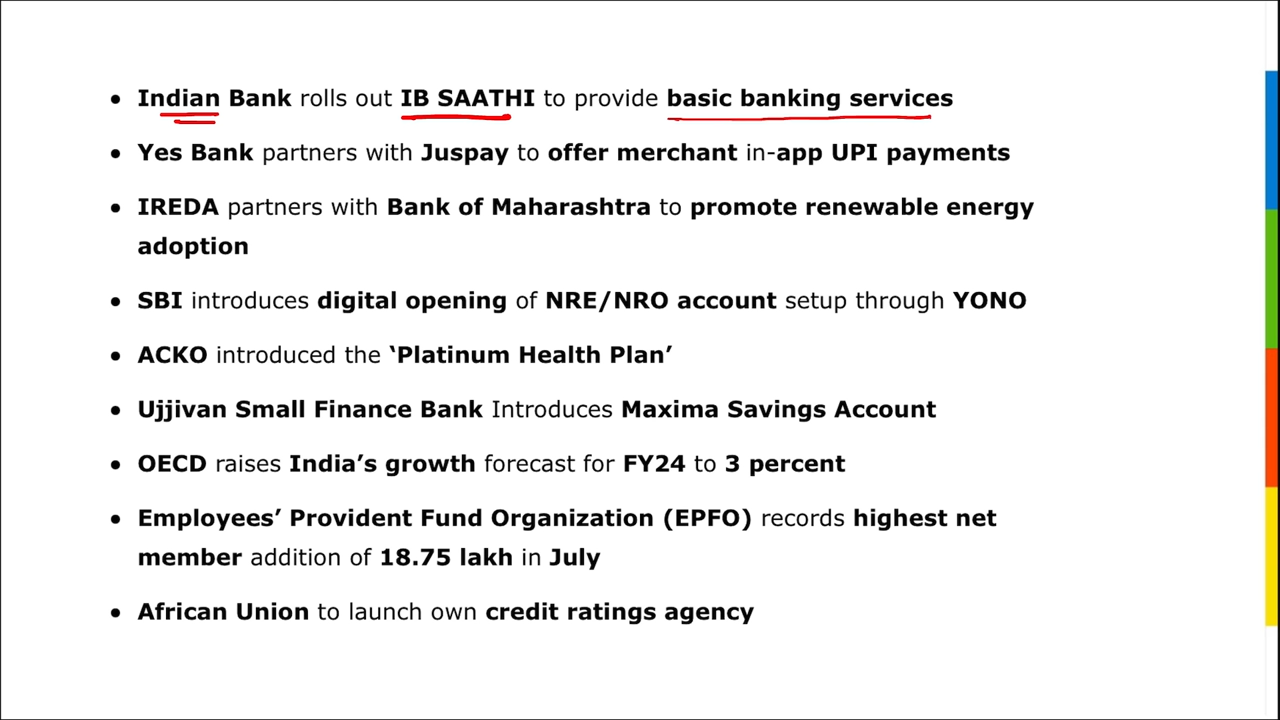 • Indian Bank rolls out IB SAATHI to provide basic banking services
• Yes Bank partners with Juspay to offer merchant in-app UPI payments
• IREDA partners with Bank of Maharashtra to promote renewable energy
adoption
• SBI introduces digital opening of NRE/NRO account setup through YONO
• ACKO introduced the ‘Platinum Health Plan’
• Ujjivan Small Finance Bank Introduces Maxima Savings Account
• OECD raises India’s growth forecast for FY24 to 3 percent
• Employees’ Provident Fund Organization (EPFO) records highest net
member addition of 18.75 lakh in July
• African Union to launch own credit ratings agency